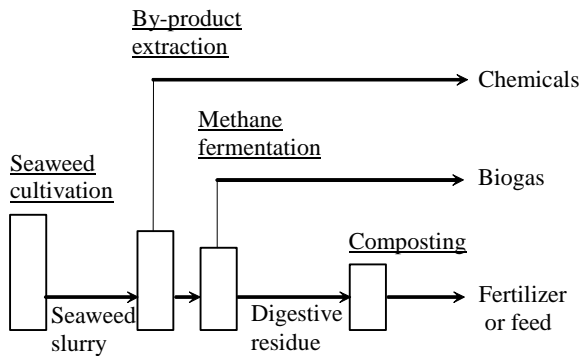 By-product
extraction
Chemicals
Methane
fermentation
Seaweed
cultivation
Biogas
Composting
Seaweed
slurry
Digestive
residue
Fertilizer
or feed